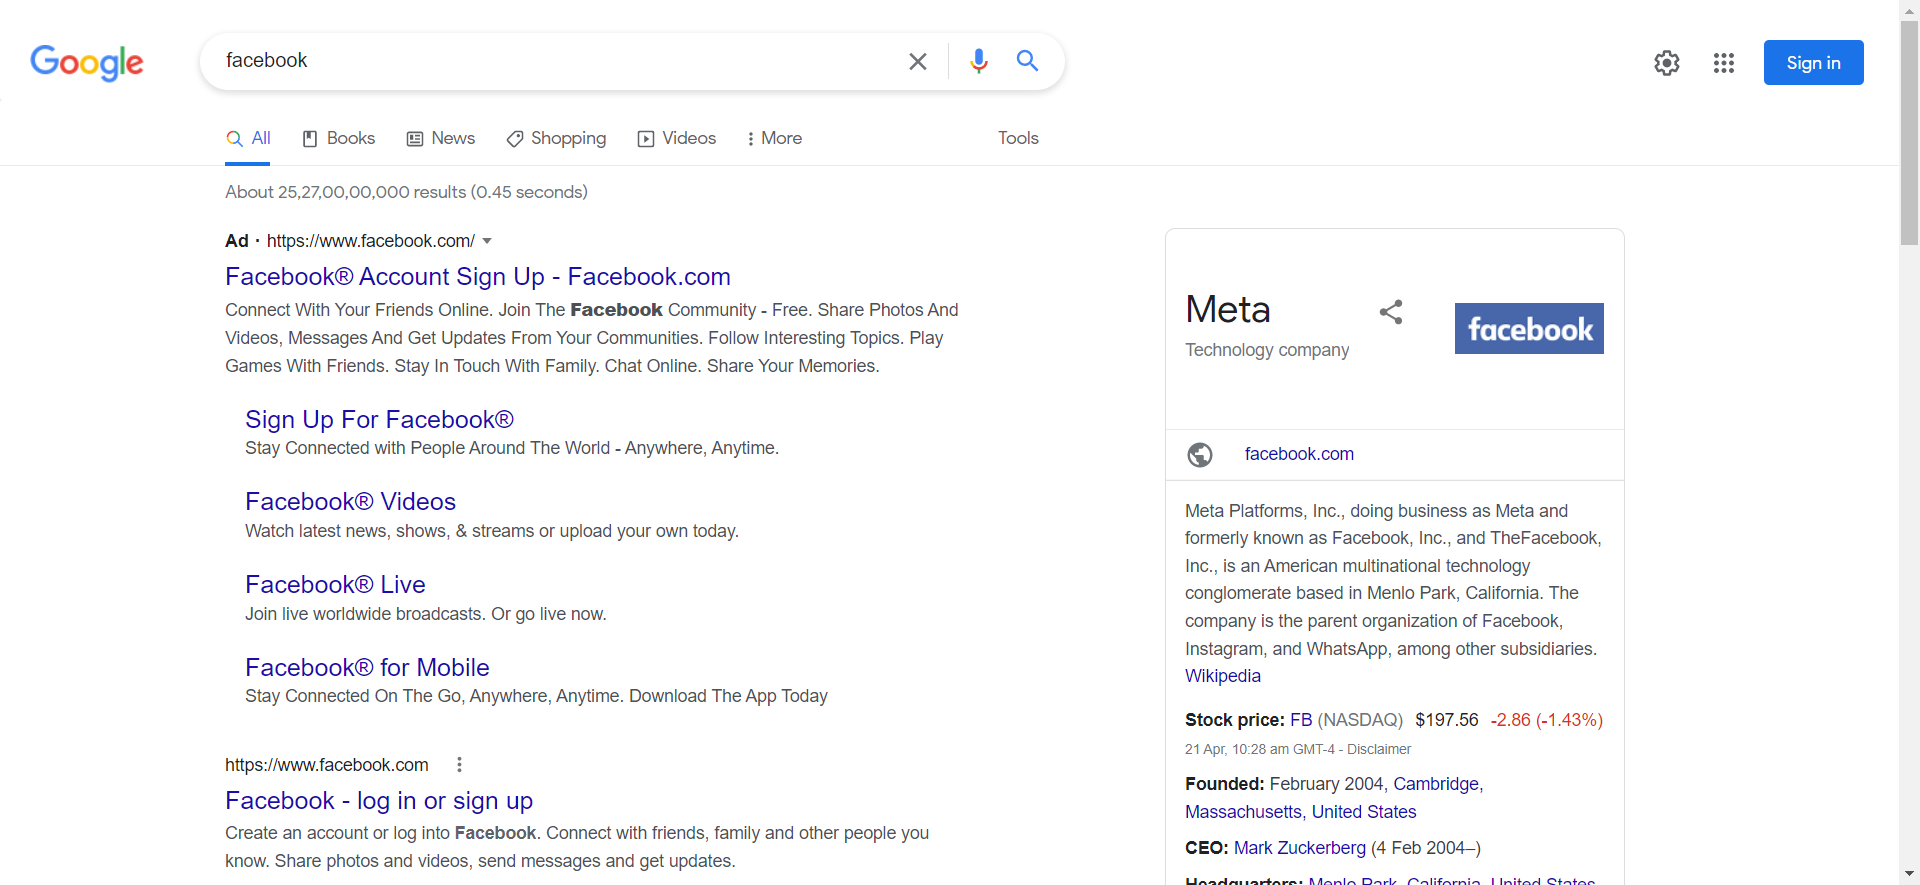 Google
facebook
Sign in
All
Books
News
Shopping
Videos
More
Tools
About 25,27,00,00,000 results (0.45 seconds)
Ad · https://www.facebook.com/
Facebook® Account Sign Up - Facebook.com
Connect With Your Friends Online. Join The Facebook Community - Free. Share Photos And
Videos, Messages And Get Updates From Your Communities. Follow Interesting Topics. Play
Games With Friends. Stay In Touch With Family. Chat Online. Share Your Memories.
Sign Up For Facebook®
Stay Connected with People Around The World - Anywhere, Anytime.
Facebook® Videos
Watch latest news, shows, & streams or upload your own today.
Facebook® Live
Join live worldwide broadcasts. Or go live now.
Facebook® for Mobile
Stay Connected On The Go, Anywhere, Anytime. Download The App Today
https://www.facebook.com
Facebook - log in or sign up
Create an account or log into Facebook. Connect with friends, family and other people you
know. Share photos and videos, send messages and get updates.
Meta
Technology company
facebook
facebook.com
Meta Platforms, Inc., doing business as Meta and
formerly known as Facebook, Inc., and TheFacebook,
Inc., is an American multinational technology
conglomerate based in Menlo Park, California. The
company is the parent organization of Facebook,
Instagram, and WhatsApp, among other subsidiaries.
Wikipedia
Stock price: FB (NASDAQ) $197.56 -2.86 (-1.43%)
21 Apr, 10:28 am GMT-4 - Disclaimer
Founded: February 2004, Cambridge,
Massachusetts, United States
CEO: Mark Zuckerberg (4 Feb 2004–)
Headquarters: Menlo Park, California, United States